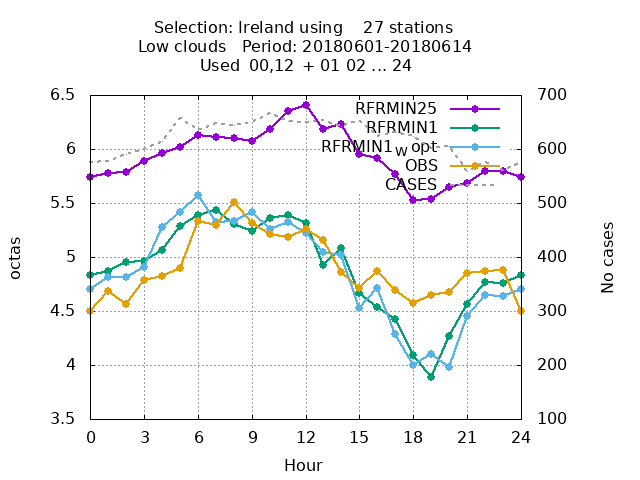 Selection: Ireland using 27 stations
Low clouds Period: 20180601-20180614
Used 00,12 + 01 02 ... 24
6.5 700
RFRMIN25
RFRMIN1
6 RFRMIN1w opt 600
OBS
CASES
5.5 500
5 400
4.5 300
4 200
3.5 100
0 3 6 9 12 15 18 21 24
Hour
octas
No cases